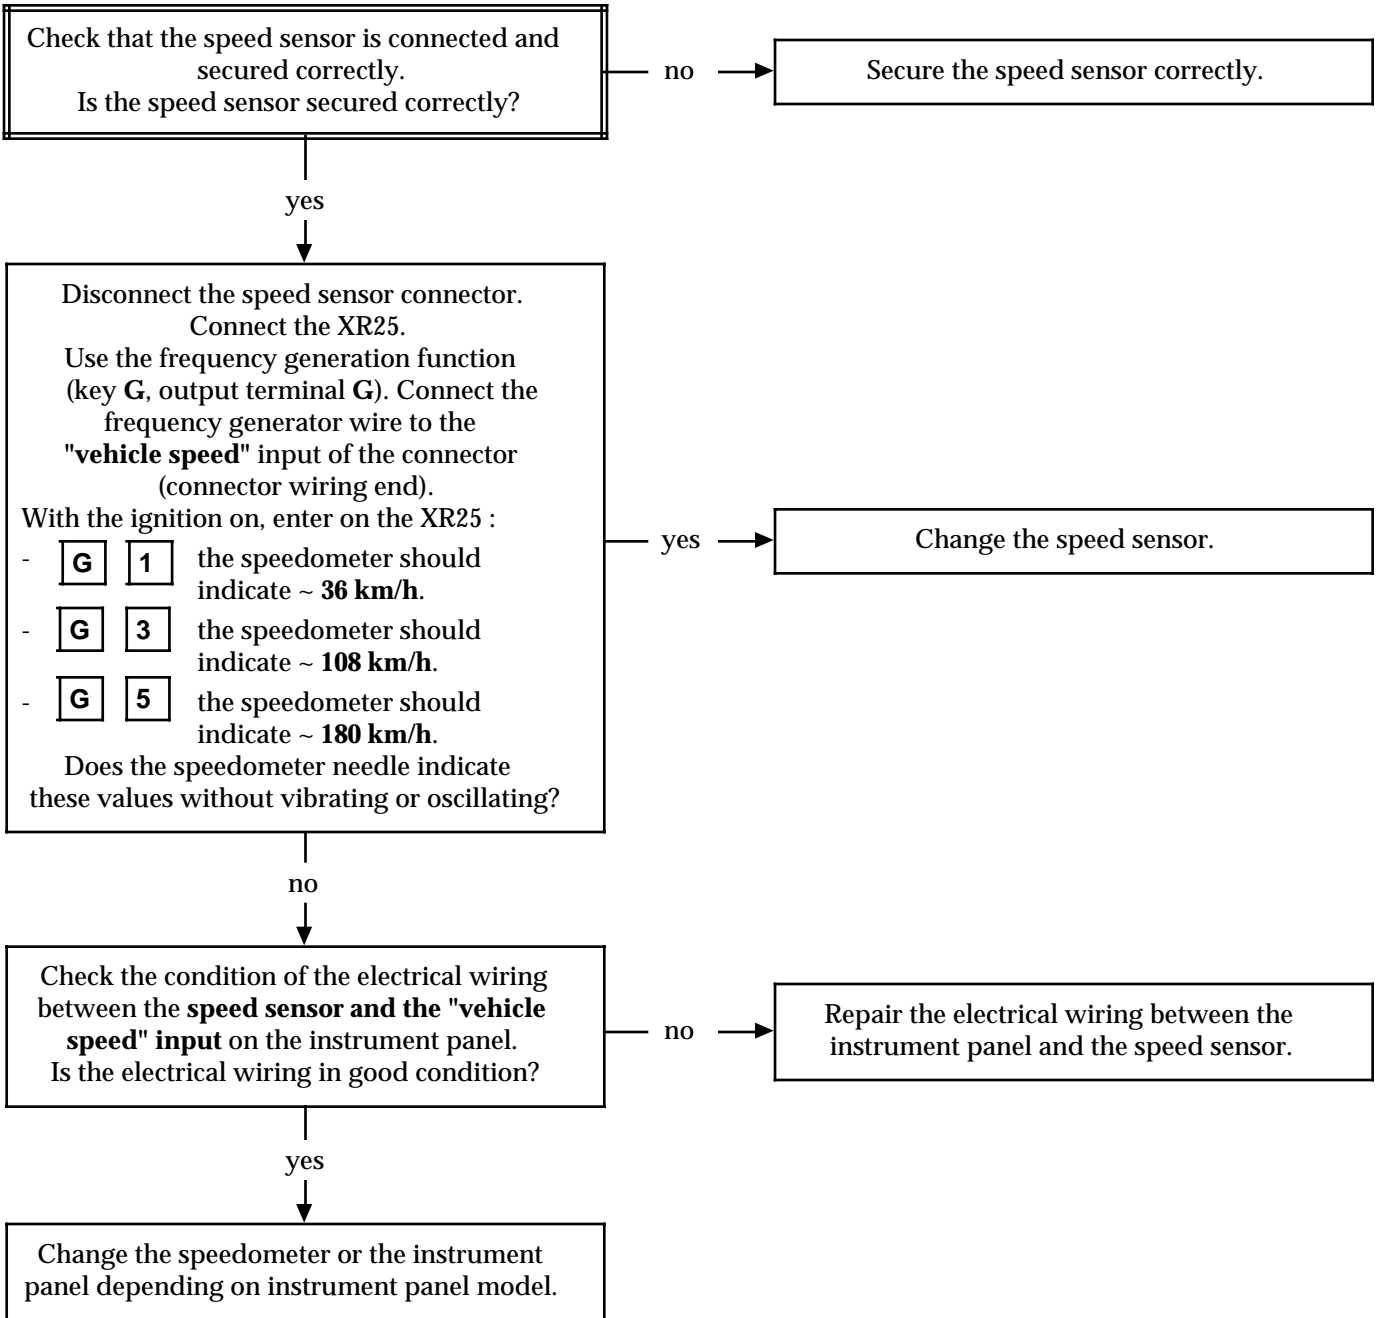 Check that the speed sensor is connected and
secured correctly.
Is the speed sensor secured correctly?
no
Secure the speed sensor correctly.
yes
Disconnect the speed sensor connector.
Connect the XR25.
Use the frequency generation function
(key G, output terminal G). Connect the
frequency generator wire to the
"vehicle speed" input of the connector
(connector wiring end).
With the ignition on, enter on the XR25 :
- G 1 the speedometer should
indicate ~ 36 km/h.
- G 3 the speedometer should
indicate ~ 108 km/h.
- G 5 the speedometer should
indicate ~ 180 km/h.
Does the speedometer needle indicate
these values without vibrating or oscillating?
yes
Change the speed sensor.
no
Check the condition of the electrical wiring
between the speed sensor and the "vehicle
speed" input on the instrument panel.
Is the electrical wiring in good condition?
no
Repair the electrical wiring between the
instrument panel and the speed sensor.
yes
Change the speedometer or the instrument
panel depending on instrument panel model.